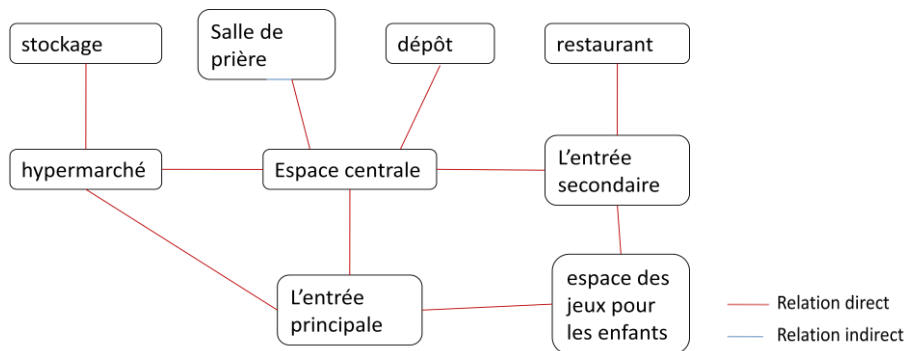 stockage
Salle de
prière
dépôt
restaurant
hypermarché
Espace centrale
L'entrée
secondaire
L'entrée
principale
espace des
jeux pour
les enfants
Relation direct
Relation indirect